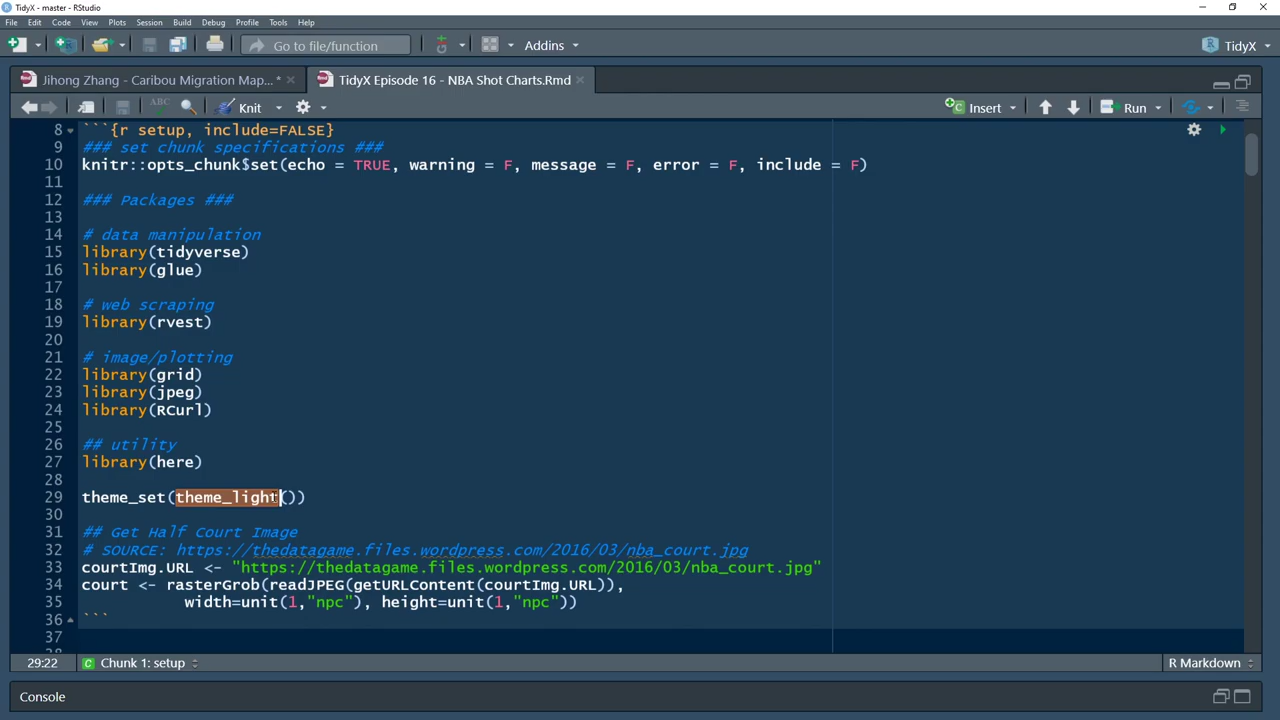 TidyX - master - RStudio
File Edit Code View Plots Session Build Debug Profile Tools Help
Go to file/function Addins TidyX
Jihong Zhang - Caribou Migration Map...* TidyX Episode 16 - NBA Shot Charts.Rmd
ABC Knit Insert Run
8 ```{r setup, include=FALSE}
9 ### set chunk specifications ###
10 knitr::opts_chunk$set(echo = TRUE, warning = F, message = F, error = F, include = F)
11
12 ### Packages ###
13
14 # data manipulation
15 library(tidyverse)
16 library(glue)
17
18 # web scraping
19 library(rvest)
20
21 # image/plotting
22 library(grid)
23 library(jpeg)
24 library(RCurl)
25
26 ## utility
27 library(here)
28
29 theme_set(theme_light())
30
31 ## Get Half Court Image
32 # SOURCE: https://thedatagame.files.wordpress.com/2016/03/nba_court.jpg
33 courtImg.URL <- "https://thedatagame.files.wordpress.com/2016/03/nba_court.jpg"
34 court <- rasterGrob(readJPEG(getURLContent(courtImg.URL)),
35 width=unit(1,"npc"), height=unit(1,"npc"))
36 ```
37
29:22 Chunk 1: setup R Markdown
Console